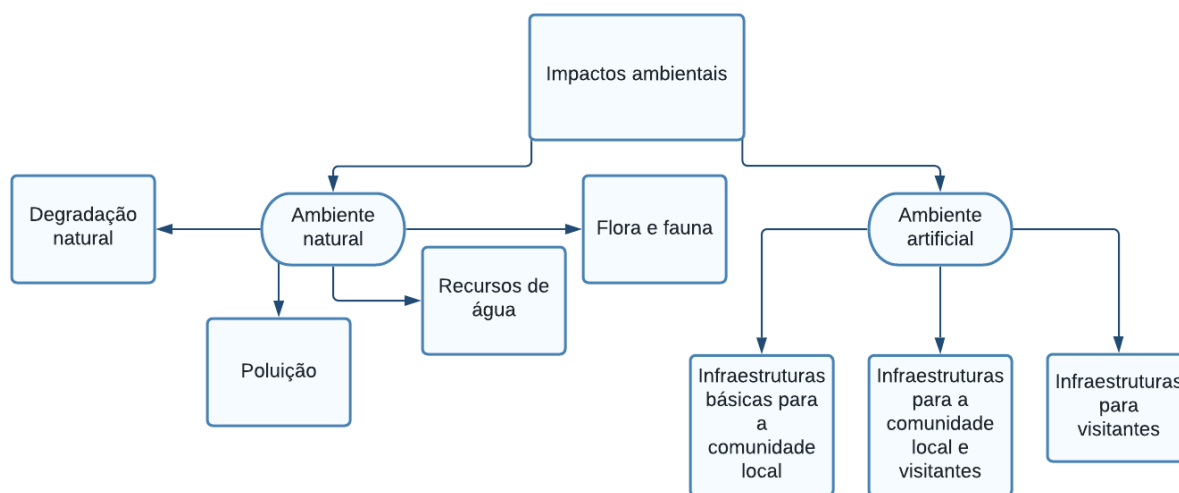 Impactos ambientais
Degradação
natural
Ambiente
natural
Flora e fauna
Ambiente
artificial
Recursos de
água
Poluição
Infraestruturas
básicas para
a
comunidade
local
Infraestruturas
para a
comunidade
local e
visitantes
Infraestruturas
para
visitantes